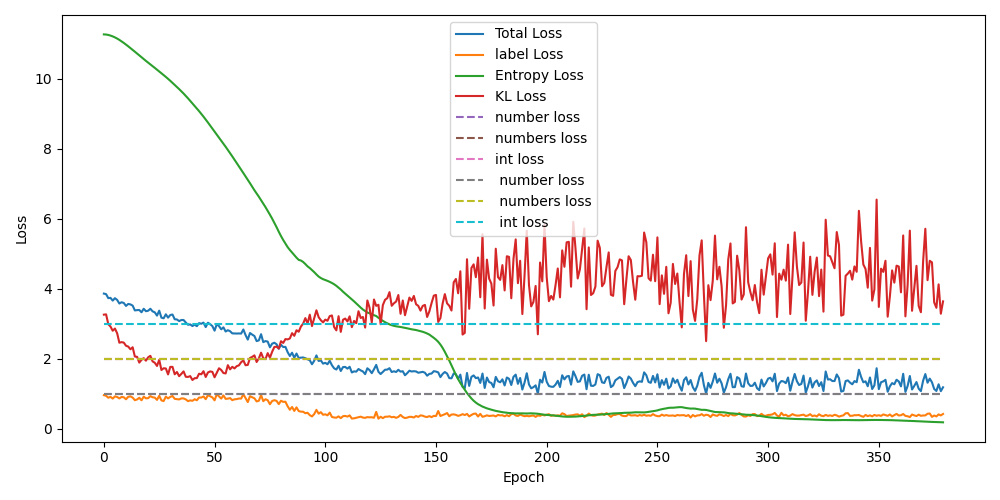 Total Loss
label Loss
Entropy Loss
KL Loss
number loss
numbers loss
int loss
number loss
numbers loss
int loss
10
8
6
4
2
0
Loss
0 50 100 150 200 250 300 350
Epoch